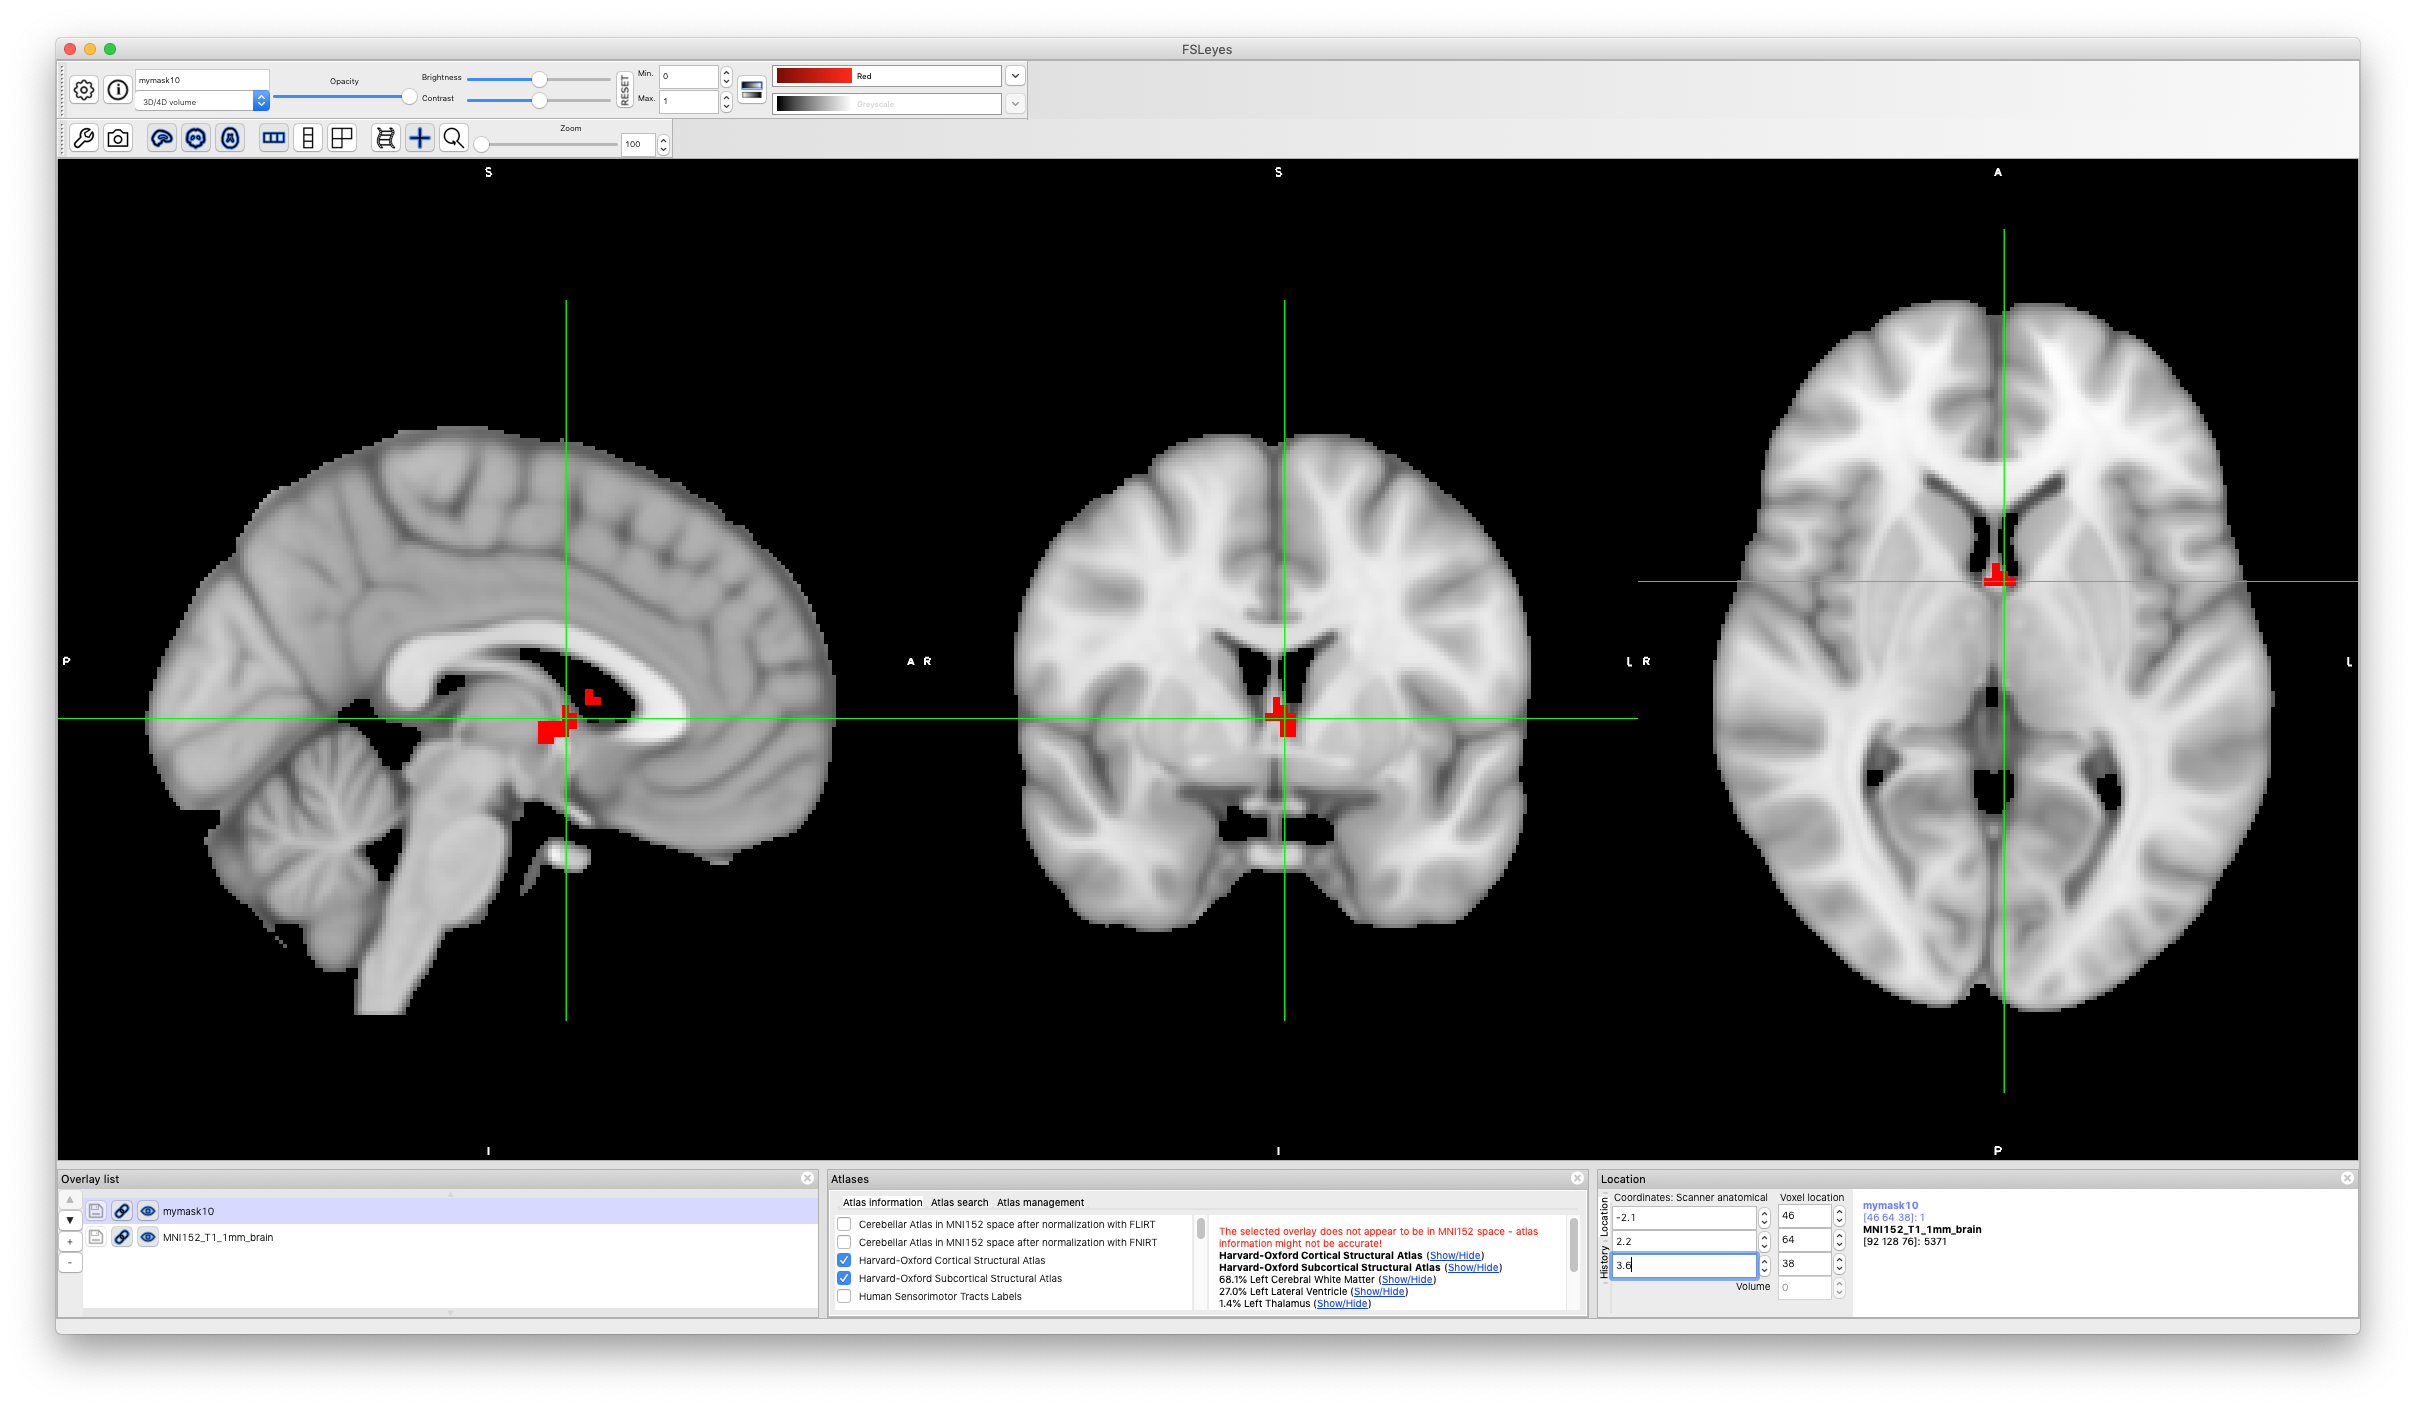 FSLeyes
mymask10
3D/4D volume
Opacity
Brightness
Contrast
RESET
Min.
0
Max.
1
Red
Greyscale
Zoom
100
S
S
A
P
A
R
L
R
L
I
I
P
Overlay list
mymask10
MNI152_T1_1mm_brain
Atlases
Atlas information
Atlas search
Atlas management
Cerebellar Atlas in MNI152 space after normalization with FLIRT
Cerebellar Atlas in MNI152 space after normalization with FNIRT
Harvard-Oxford Cortical Structural Atlas
Harvard-Oxford Subcortical Structural Atlas
Human Sensorimotor Tracts Labels
The selected overlay does not appear to be in MNI152 space - atlas
information might not be accurate!
Harvard-Oxford Cortical Structural Atlas (Show/Hide)
Harvard-Oxford Subcortical Structural Atlas (Show/Hide)
68.1% Left Cerebral White Matter (Show/Hide)
27.0% Left Lateral Ventricle (Show/Hide)
1.4% Left Thalamus (Show/Hide)
Location
Location
History
Coordinates: Scanner anatomical
Voxel location
-2.1
46
2.2
64
3.6
38
Volume
0
mymask10
[46 64 38]: 1
MNI152_T1_1mm_brain
[92 128 76]: 5371